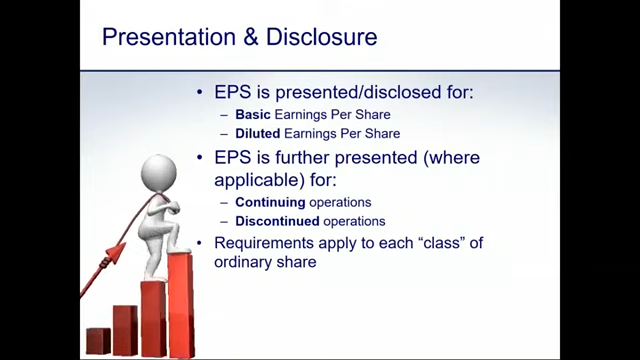 Presentation & Disclosure
• EPS is presented/disclosed for:
– Basic Earnings Per Share
– Diluted Earnings Per Share
• EPS is further presented (where
applicable) for:
– Continuing operations
– Discontinued operations
• Requirements apply to each “class” of
ordinary share